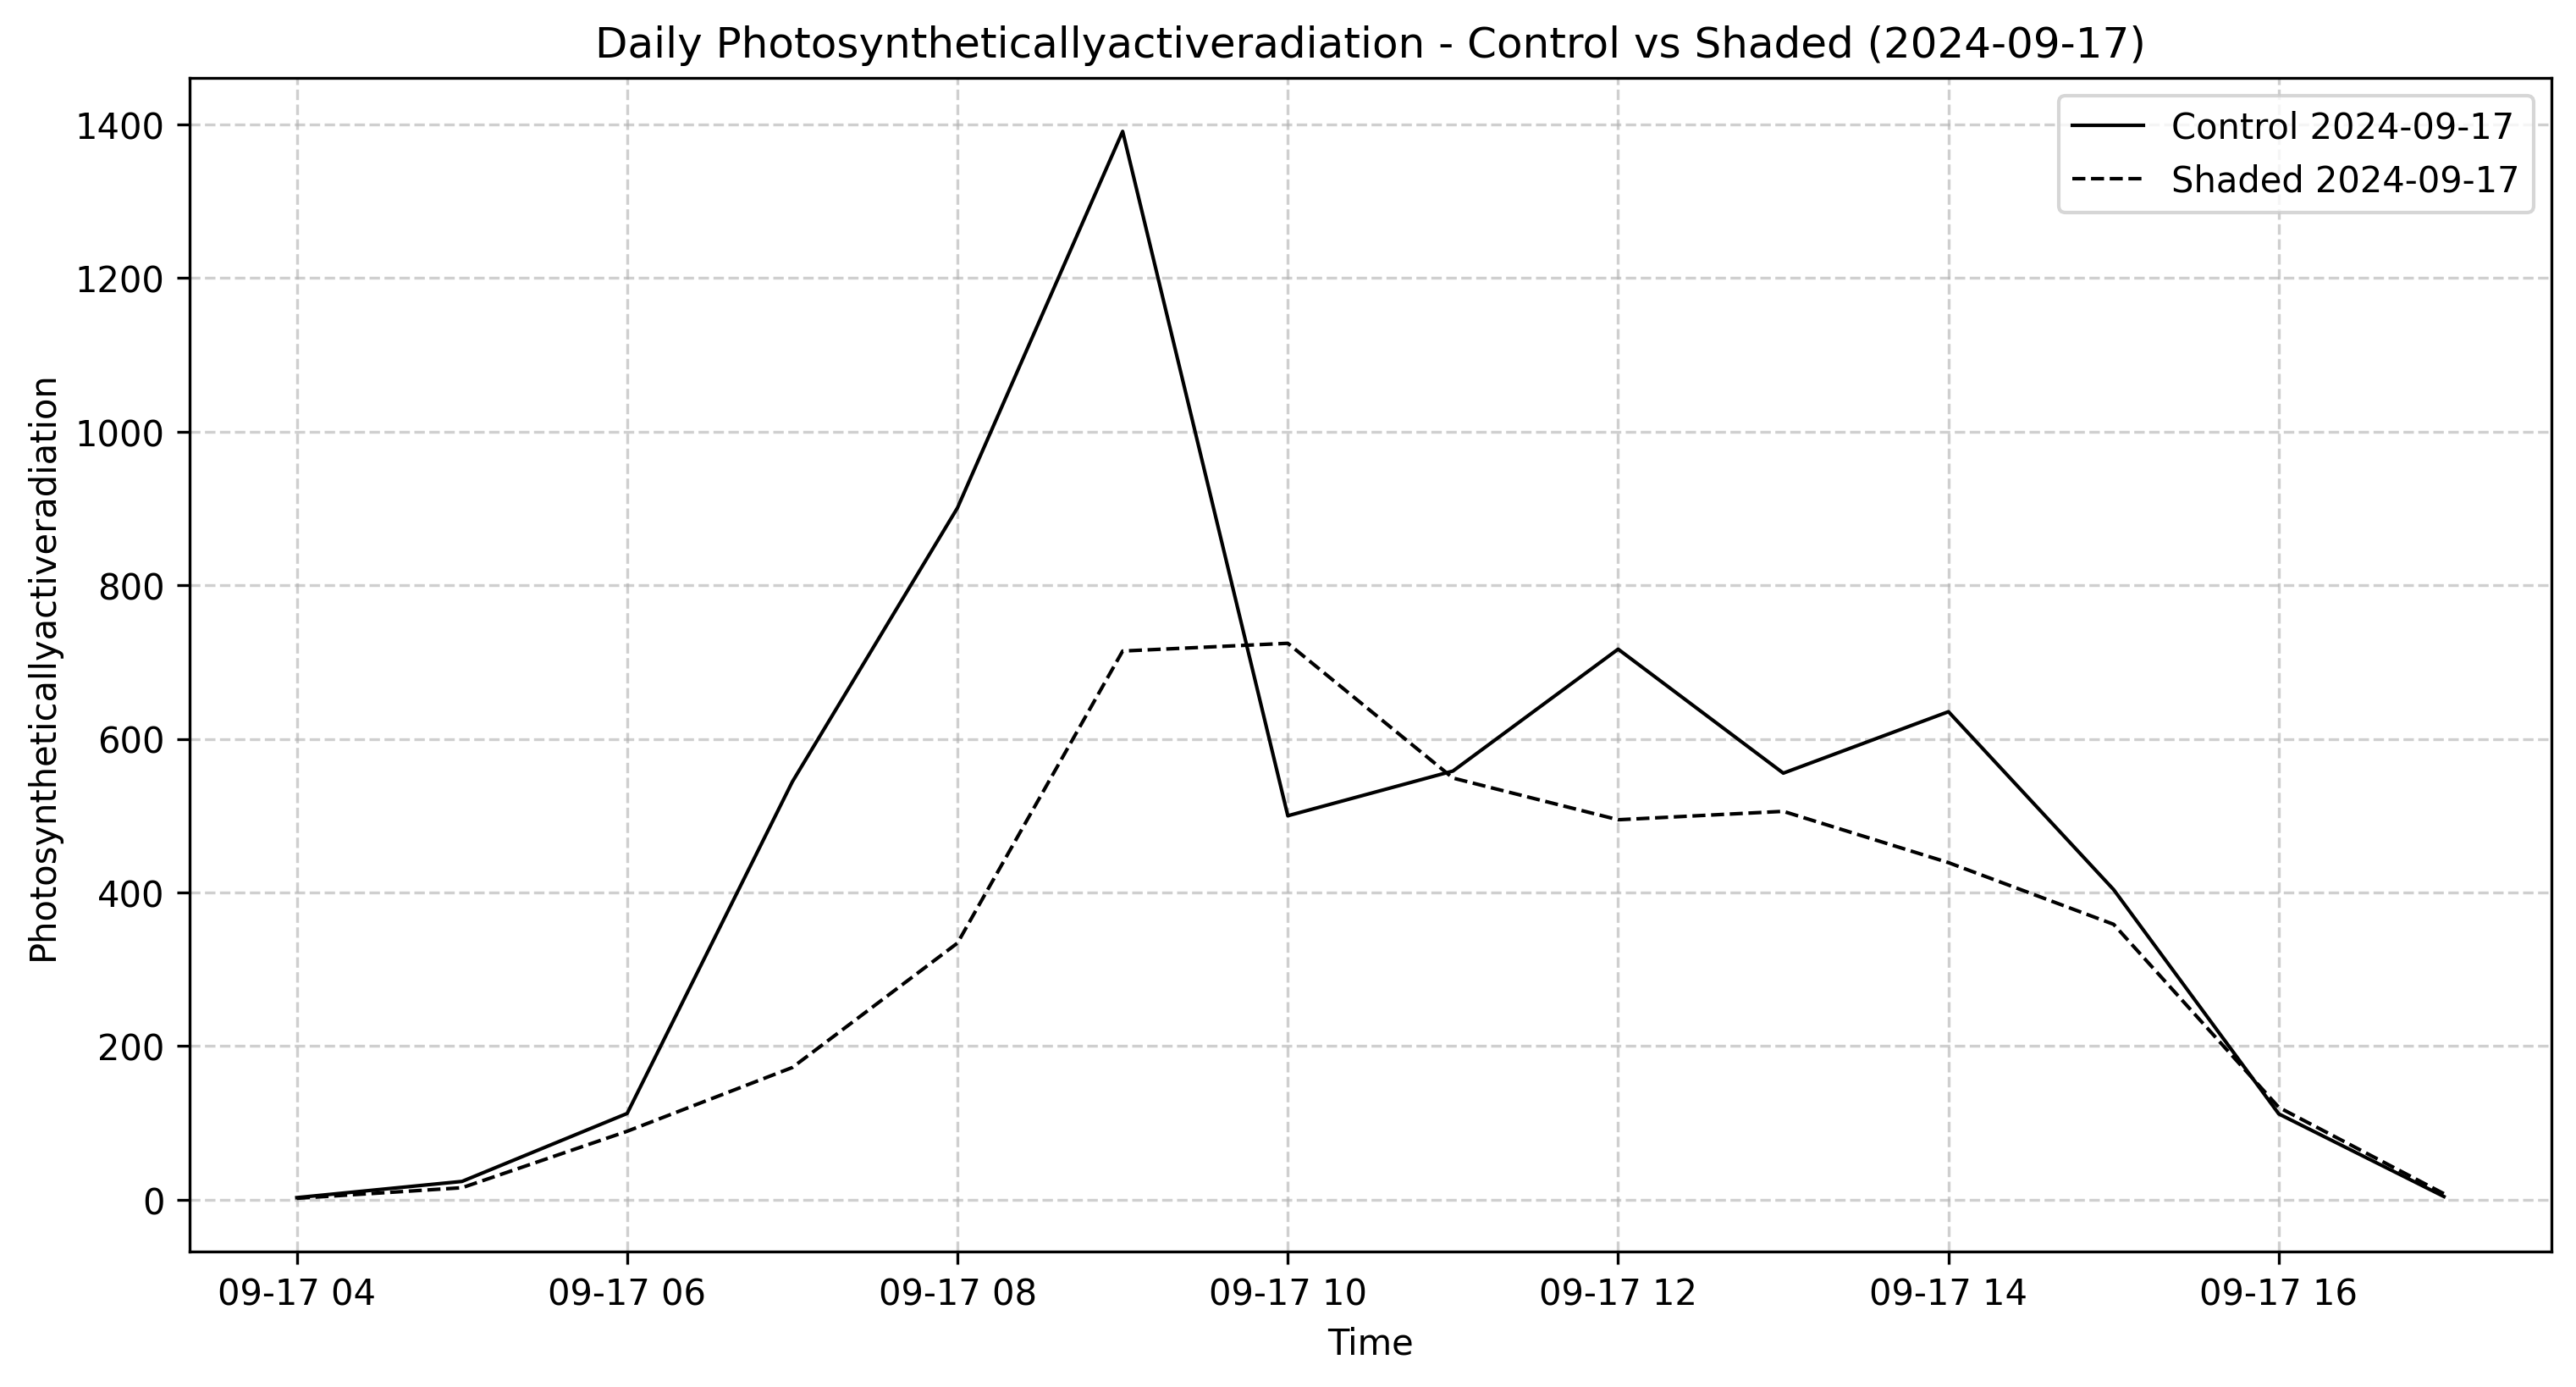 Daily Photosyntheticallyactiveradiation - Control vs Shaded (2024-09-17)
Control 2024-09-17
Shaded 2024-09-17
Photosyntheticallyactiveradiation
1400
1200
1000
800
600
400
200
0
09-17 04 09-17 06 09-17 08 09-17 10 09-17 12 09-17 14 09-17 16
Time